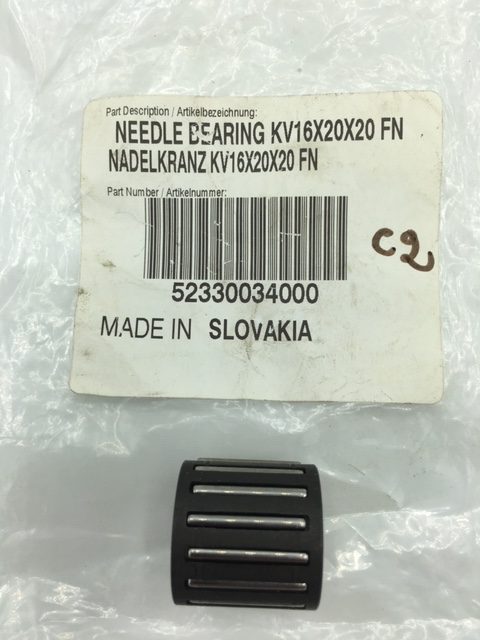 Part Description / Artikelbezeichnung:
NEEDLE BEARING KV16X20X20 FN
NADELKRANZ KV16X20X20 FN
Part Number / Artikelnummer:
C2
52330034000
MADE IN SLOVAKIA